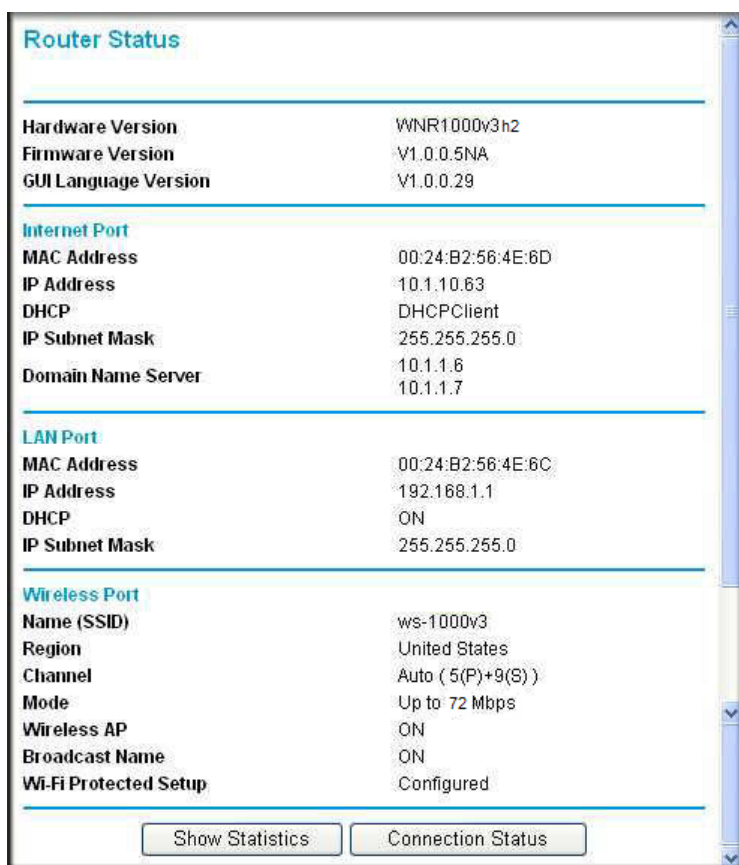 Router Status
Hardware Version WNR1000v3h2
Firmware Version V1.0.0.5NA
GUI Language Version V1.0.0.29
Internet Port
MAC Address 00:24:B2:56:4E:6D
IP Address 10.1.10.63
DHCP DHCPClient
IP Subnet Mask 255.255.255.0
Domain Name Server 10.1.1.6
10.1.1.7
LAN Port
MAC Address 00:24:B2:56:4E:6C
IP Address 192.168.1.1
DHCP ON
IP Subnet Mask 255.255.255.0
Wireless Port
Name (SSID) ws-1000v3
Region United States
Channel Auto ( 5(P)+9(S) )
Mode Up to 72 Mbps
Wireless AP ON
Broadcast Name ON
Wi-Fi Protected Setup Configured
Show Statistics Connection Status